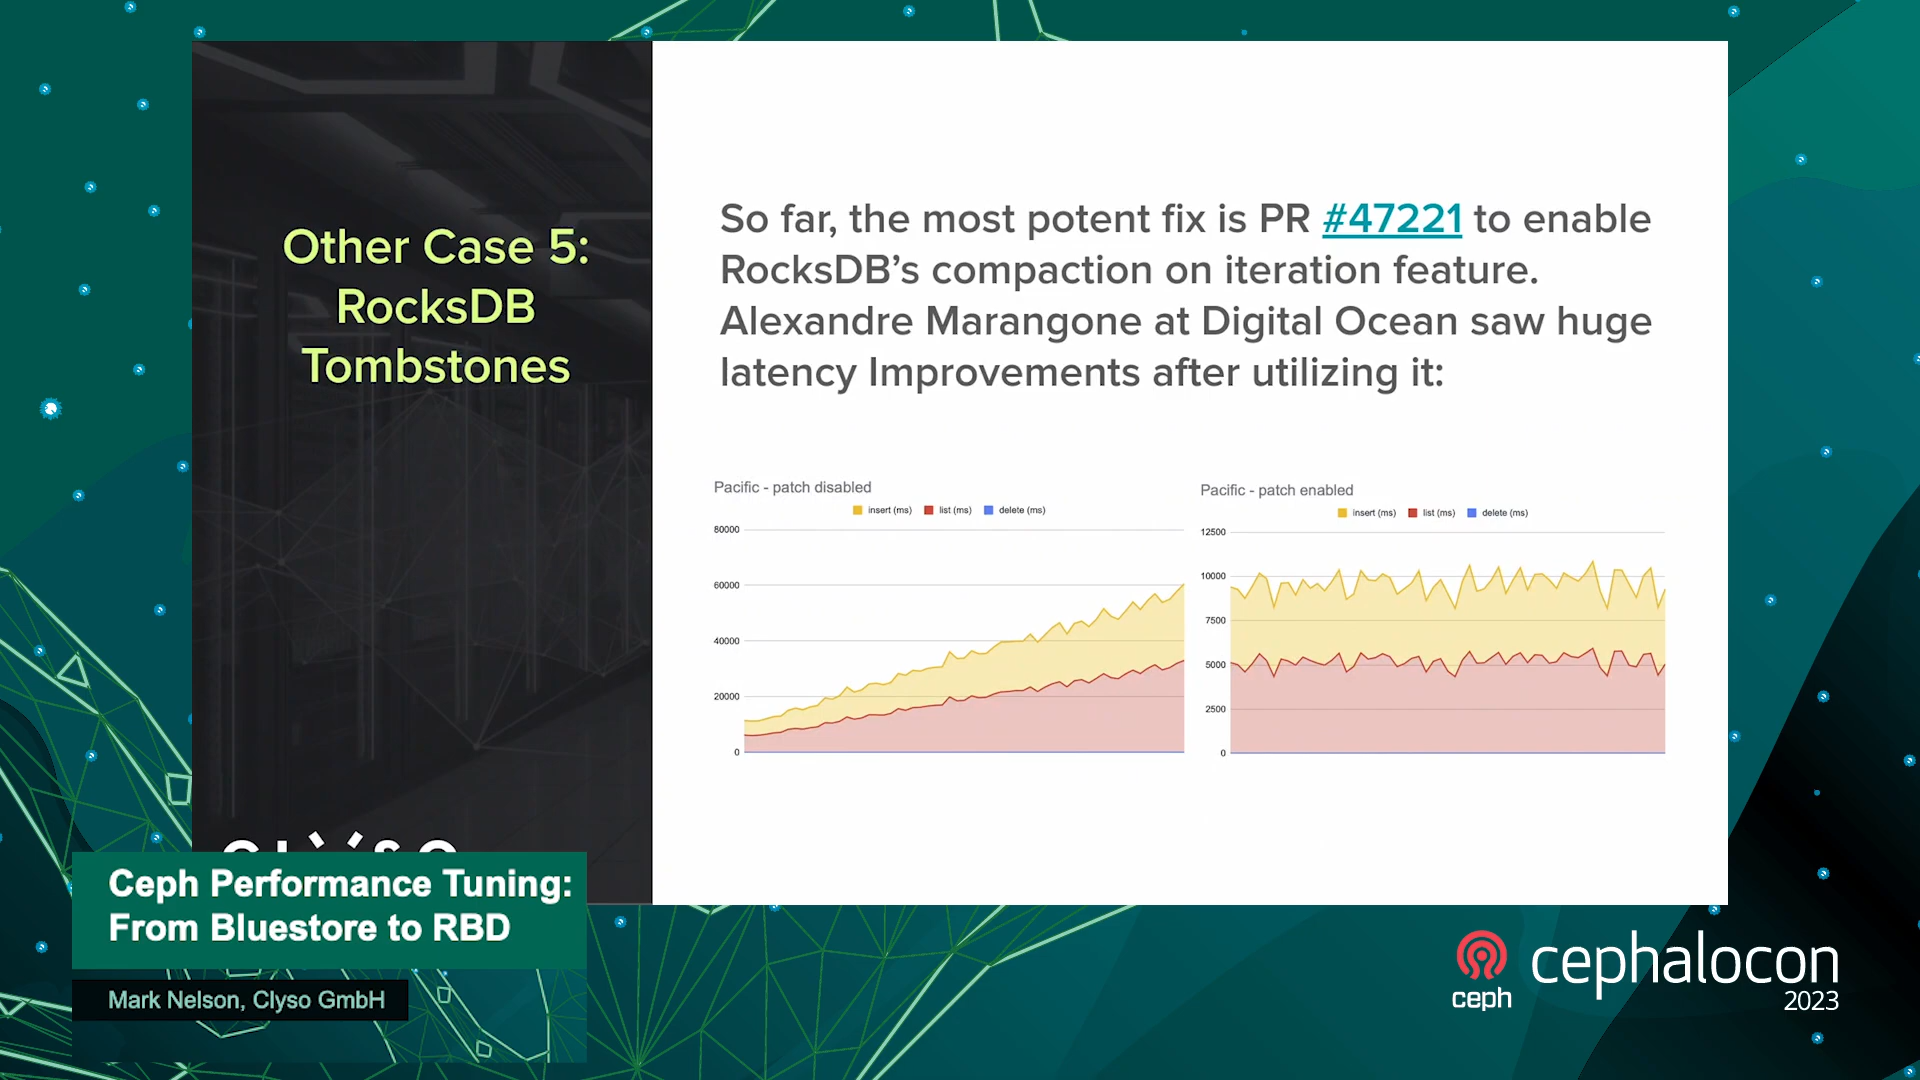 Other Case 5:
RocksDB
Tombstones
So far, the most potent fix is PR #47221 to enable
RocksDB’s compaction on iteration feature.
Alexandre Marangone at Digital Ocean saw huge
latency Improvements after utilizing it:
Pacific - patch disabled
insert (ms) list (ms) delete (ms)
80000
60000
40000
20000
0
Pacific - patch enabled
insert (ms) list (ms) delete (ms)
12500
10000
7500
5000
2500
0
Ceph Performance Tuning:
From Bluestore to RBD
Mark Nelson, Clyso GmbH
ceph
cephalocon
2023